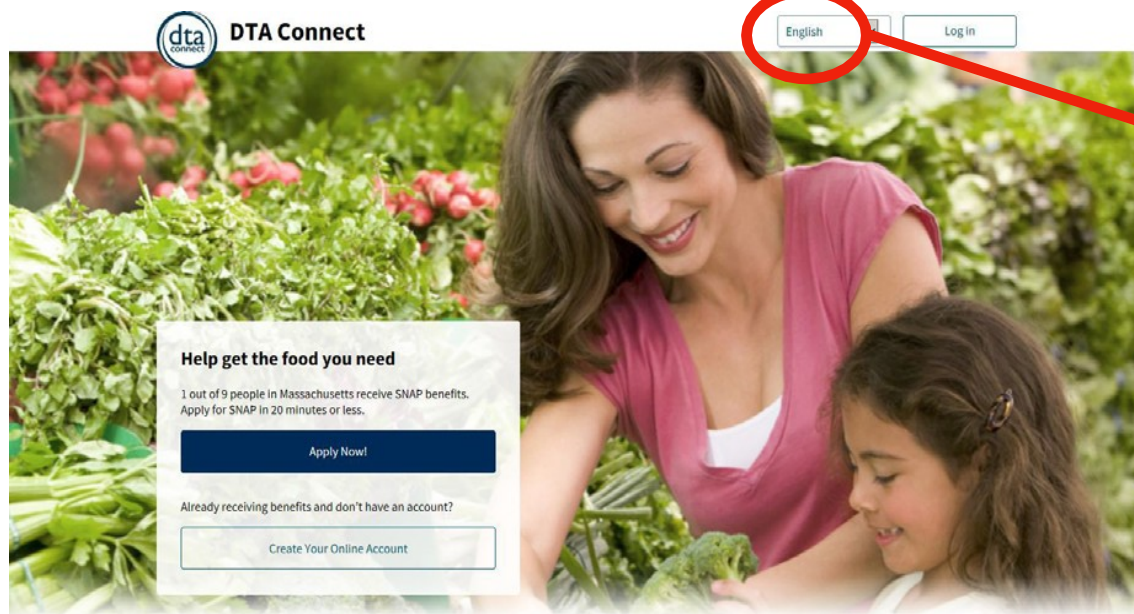 dta
connect
DTA Connect
English
Log in
Help get the food you need
1 out of 9 people in Massachusetts receive SNAP benefits.
Apply for SNAP in 20 minutes or less.
Apply Now!
Already receiving benefits and don't have an account?
Create Your Online Account